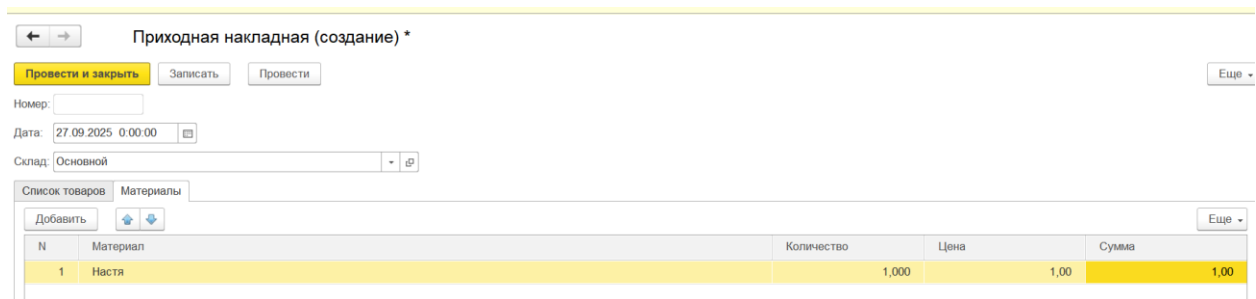 Приходная накладная (создание) *
Провести и закрыть Записать Провести Еще
Номер:
Дата: 27.09.2025 0:00:00
Склад: Основной
Список товаров Материалы
Добавить Еще
N Материал Количество Цена Сумма
1 Настя 1,000 1,00 1,00